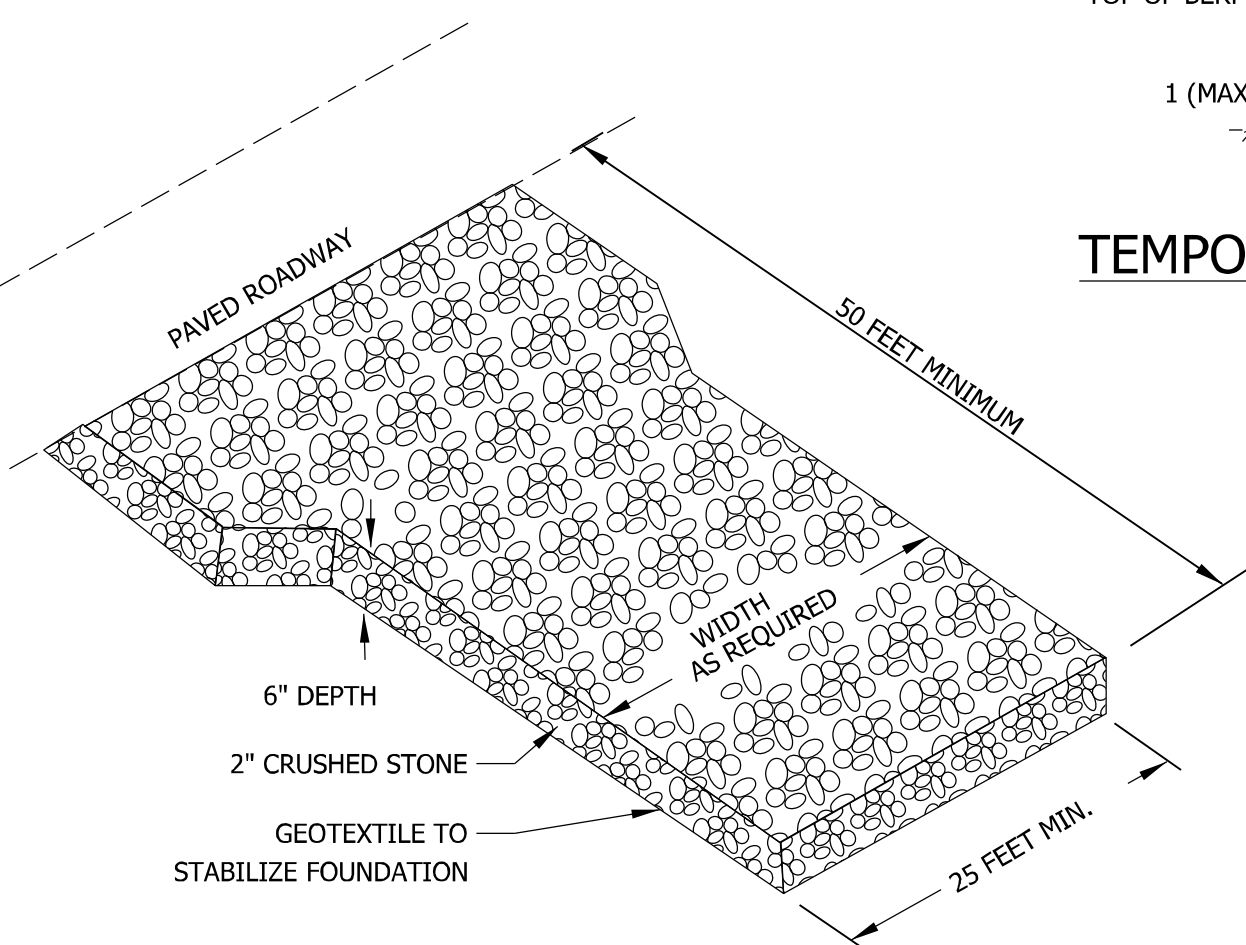 1 (MAX
TEMPO
PAVED ROADWAY
50 FEET MINIMUM
WIDTH
AS REQUIRED
6" DEPTH
2" CRUSHED STONE
GEOTEXTILE TO
STABILIZE FOUNDATION
25 FEET MIN.